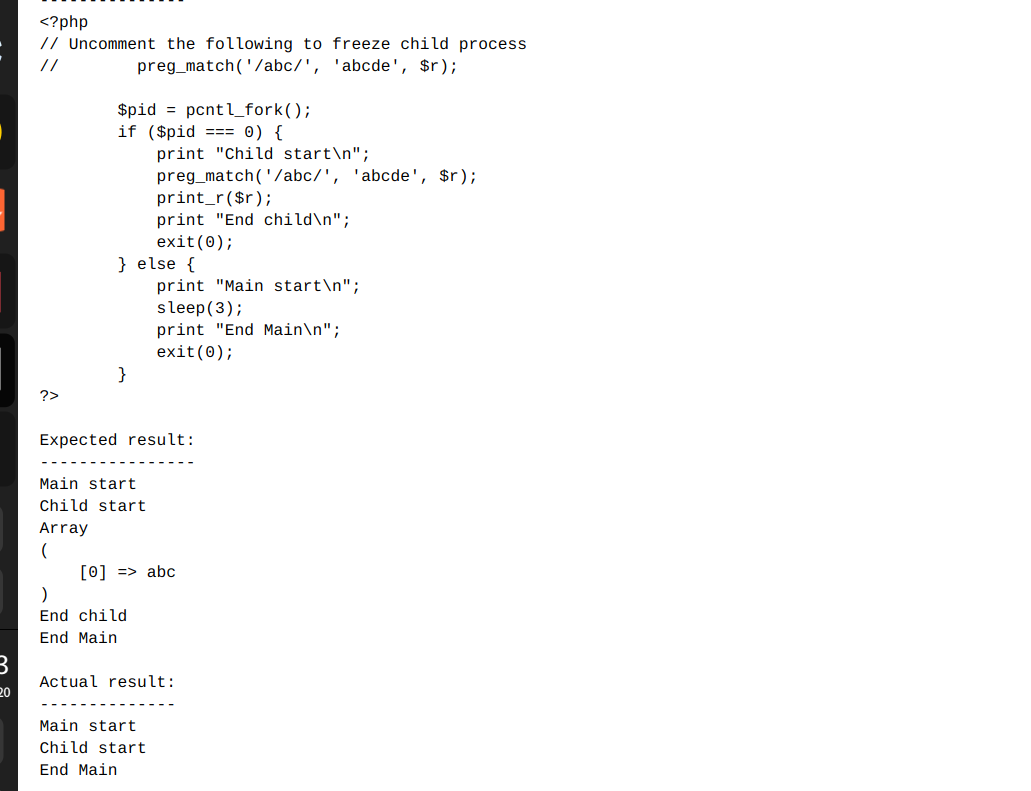 <?php
// Uncomment the following to freeze child process
//        preg_match('/abc/', 'abcde', $r);

        $pid = pcntl_fork();
        if ($pid === 0) {
            print "Child start\n";
            preg_match('/abc/', 'abcde', $r);
            print_r($r);
            print "End child\n";
            exit(0);
        } else {
            print "Main start\n";
            sleep(3);
            print "End Main\n";
            exit(0);
        }
?>

Expected result:
----------------
Main start
Child start
Array
(
    [0] => abc
)
End child
End Main

Actual result:
--------------
Main start
Child start
End Main
3
20